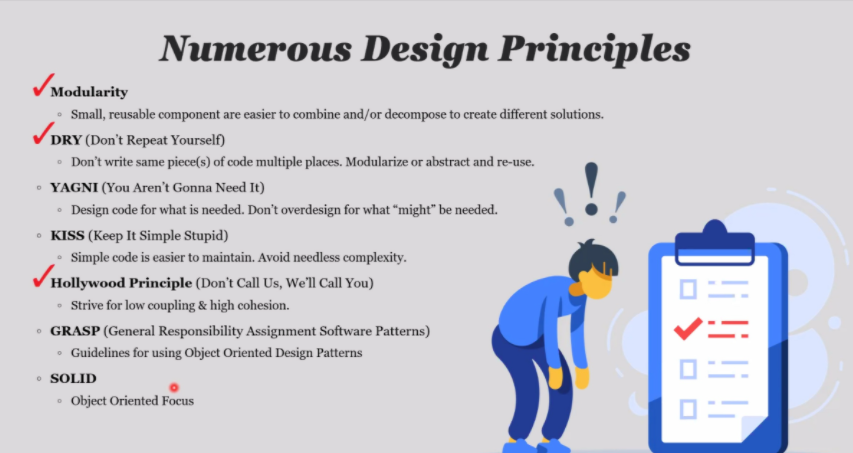 Numerous Design Principles
Modularity
Small, reusable component are easier to combine and/or decompose to create different solutions.
DRY (Don't Repeat Yourself)
Don't write same piece(s) of code multiple places. Modularize or abstract and re-use.
YAGNI (You Aren't Gonna Need It)
Design code for what is needed. Don't overdesign for what “might” be needed.
KISS (Keep It Simple Stupid)
Simple code is easier to maintain. Avoid needless complexity.
Hollywood Principle (Don't Call Us, We'll Call You)
Strive for low coupling & high cohesion.
GRASP (General Responsibility Assignment Software Patterns)
Guidelines for using Object Oriented Design Patterns
SOLID
Object Oriented Focus